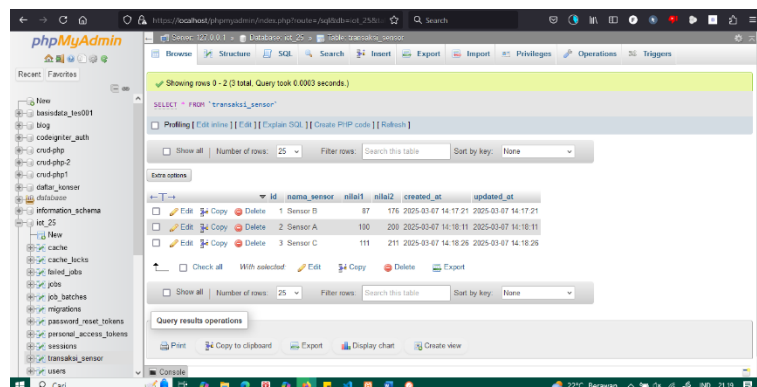 https://localhost/phpmyadmin/index.php?route=/sql&db=iot_25&t
Search
phpMyAdmin
Recent Favorites
New
basisdata_tes001
blog
codeigniter_auth
crud-php
crud-php-2
crud-php1
daftar_konser
database
information_schema
iot_25
New
cache
cache_locks
failed_jobs
jobs
job_batches
migrations
password_reset_tokens
personal_access_tokens
sessions
transaksi_sensor
users
Server: 127.0.0.1 » Database: iot_25 » Table: transaksi_sensor
Browse Structure SQL Search Insert Export Import Privileges Operations Triggers
Showing rows 0 - 2 (3 total, Query took 0.0003 seconds.)
SELECT * FROM `transaksi_sensor`
Profiling [ Edit inline ] [ Edit ] [ Explain SQL ] [ Create PHP code ] [ Refresh ]
Show all Number of rows: 25 Filter rows: Search this table Sort by key: None
Extra options
id nama_sensor nilai1 nilai2 created_at updated_at
Edit Copy Delete 1 Sensor B 87 176 2025-03-07 14:17:21 2025-03-07 14:17:21
Edit Copy Delete 2 Sensor A 100 200 2025-03-07 14:18:11 2025-03-07 14:18:11
Edit Copy Delete 3 Sensor C 111 211 2025-03-07 14:18:26 2025-03-07 14:18:26
Check all With selected: Edit Copy Delete Export
Show all Number of rows: 25 Filter rows: Search this table Sort by key: None
Query results operations
Print Copy to clipboard Export Display chart Create view
Console
Cari
22°C Berawan
IND 21.19